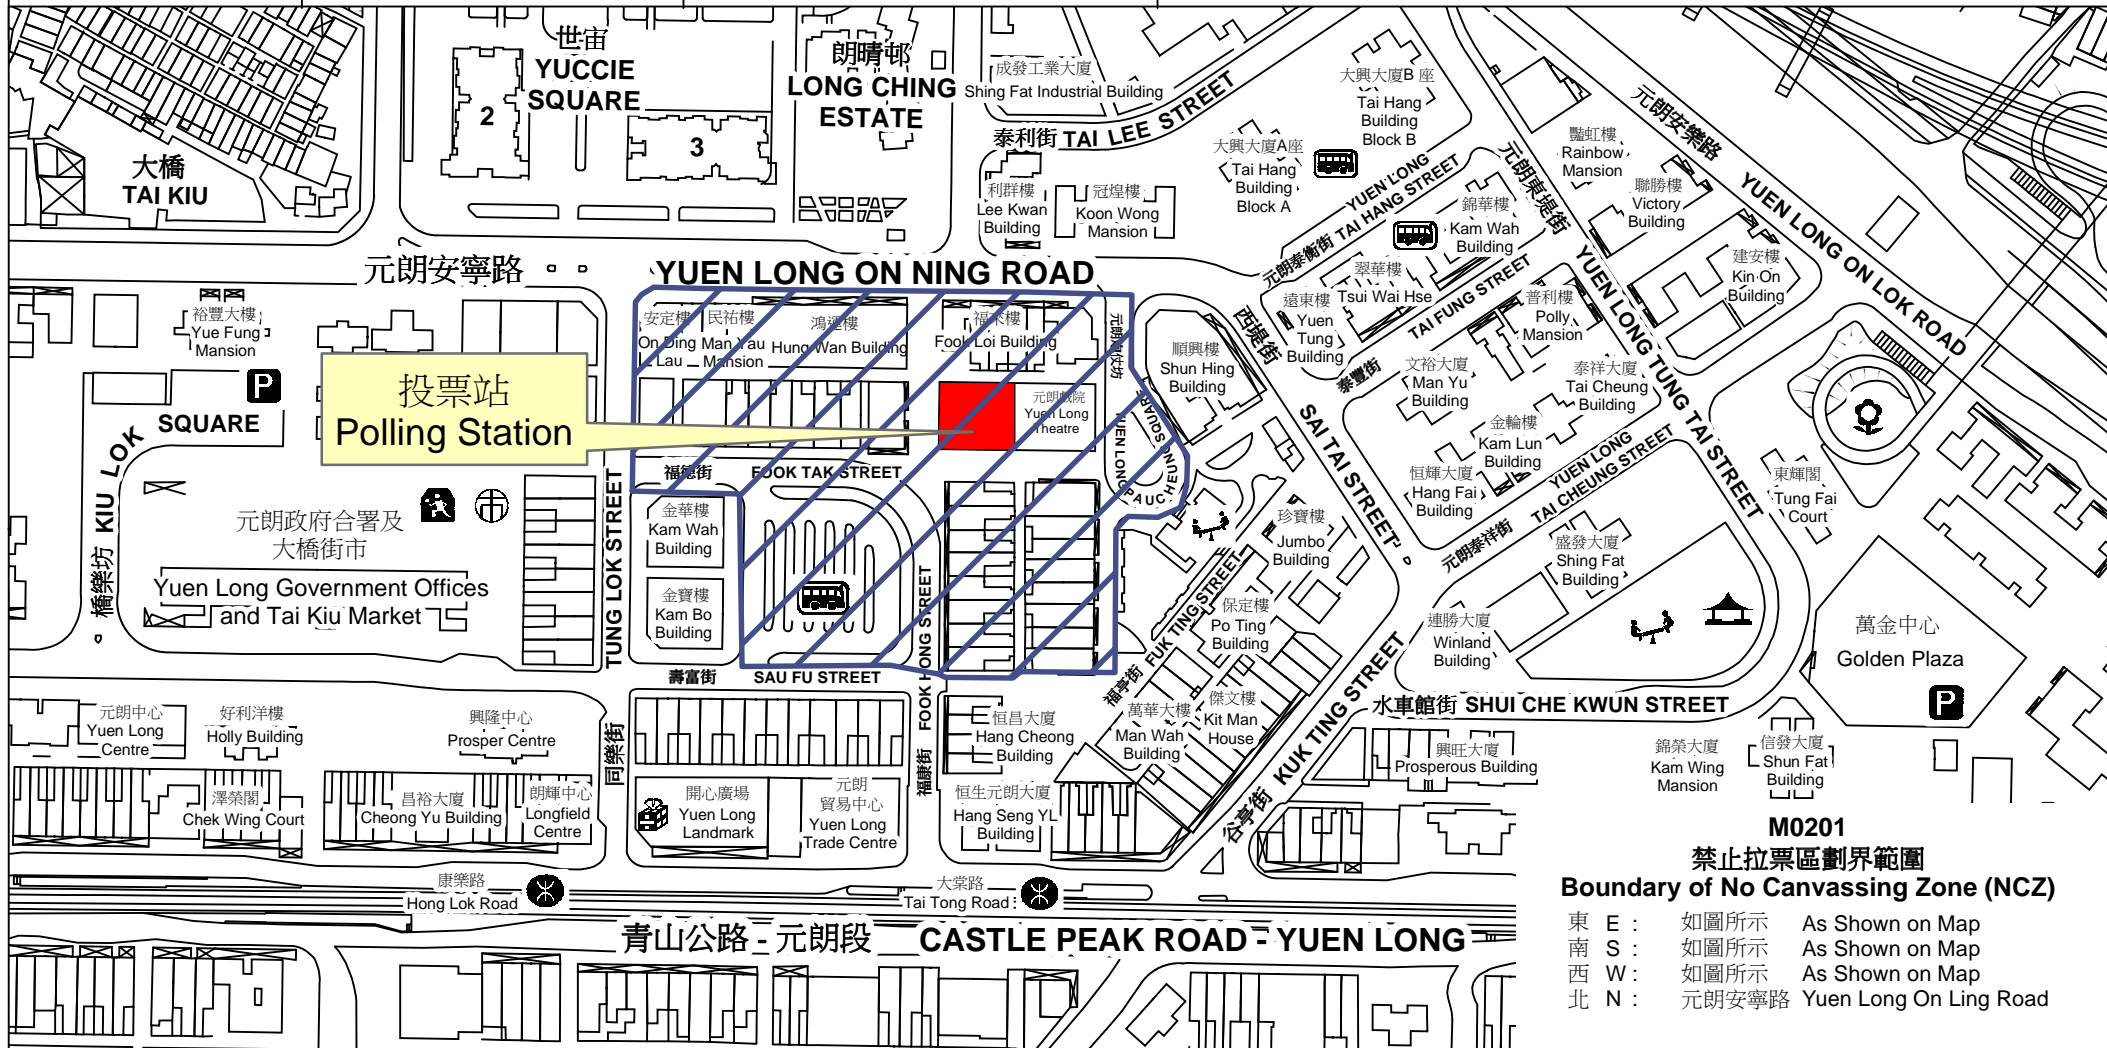 世宙
YUCCIE
SQUARE
2
3
朗晴邨
LONG CHING
ESTATE
成發工業大廈
Shing Fat Industrial Building
泰利街 TAI LEE STREET
大興大廈B 座
Tai Hang
Building
Block B
大興大廈A座
Tai Hang
Building
Block A
元朗安樂路
YUEN LONG ON LOK ROAD
豔虹樓
Rainbow
Mansion
聯勝樓
Victory
Building
建安樓
Kin On
Building
大橋
TAI KIU
利群樓
Lee Kwan
Building
冠煌樓
Koon Wong
Mansion
元朗泰衡街
YUEN LONG
TAI HANG STREET
元朗東堤街
YUEN LONG TUNG TAI STREET
錦華樓
Kam Wah
Building
翠華樓
Tsui Wai Hse
遠東樓
Yuen
Tung
Building
泰豐街
TAI FUNG STREET
普利樓
Polly
Mansion
元朗安寧路
YUEN LONG ON NING ROAD
裕豐大樓
Yue Fung
Mansion
安定樓
On Ding
Lau
民祐樓
Man Yau
Mansion
鴻運樓
Hung Wan Building
福來樓
Fook Loi Building
順興樓
Shun Hing
Building
西堤街
SAI TAI STREET
文裕大廈
Man Yu
Building
泰祥大廈
Tai Cheung
Building
金輪樓
Kam Lun
Building
恒輝大廈
Hang Fai
Building
元朗泰祥街
YUEN LONG
TAI CHEUNG STREET
東輝閣
Tung Fai
Court
投票站
Polling Station
元朗戲院
Yuen Long
Theatre
YUEN LONG PAU CHEUNG SQUARE
P
SQUARE
橋樂坊 KIU LOK
元朗政府合署及
大橋街市
Yuen Long Government Offices
and Tai Kiu Market
同樂街
TUNG LOK STREET
福德街
FOOK TAK STREET
金華樓
Kam Wah
Building
金寶樓
Kam Bo
Building
壽富街
SAU FU STREET
福康街
FOOK HONG STREET
珍寶樓
Jumbo
Building
保定樓
Po Ting
Building
福亭街 FUK TING STREET
盛發大廈
Shing Fat
Building
連勝大廈
Winland
Building
萬金中心
Golden Plaza
P
水車館街 SHUI CHE KWUN STREET
谷亭街 KUK TING STREET
元朗中心
Yuen Long
Centre
好利洋樓
Holly Building
興隆中心
Prosper Centre
恒昌大廈
Hang Cheong
Building
萬華大樓
Man Wah
Building
傑文樓
Kit Man
House
興旺大廈
Prosperous Building
錦榮大廈
Kam Wing
Mansion
信發大廈
Shun Fat
Building
澤榮閣
Chek Wing Court
昌裕大廈
Cheong Yu Building
朗輝中心
Longfield
Centre
開心廣場
Yuen Long
Landmark
元朗
貿易中心
Yuen Long
Trade Centre
恒生元朗大廈
Hang Seng YL
Building
康樂路
Hong Lok Road
大棠路
Tai Tong Road
青山公路 - 元朗段 CASTLE PEAK ROAD - YUEN LONG
M0201
禁止拉票區劃界範圍
Boundary of No Canvassing Zone (NCZ)
東 E : 如圖所示 As Shown on Map
南 S : 如圖所示 As Shown on Map
西 W : 如圖所示 As Shown on Map
北 N : 元朗安寧路 Yuen Long On Ling Road